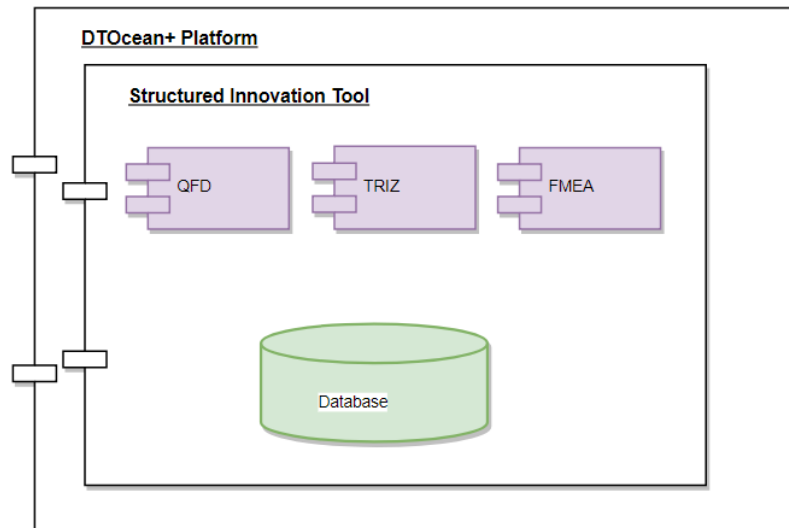 DTOcean+ Platform
Structured Innovation Tool
QFD
TRIZ
FMEA
Database